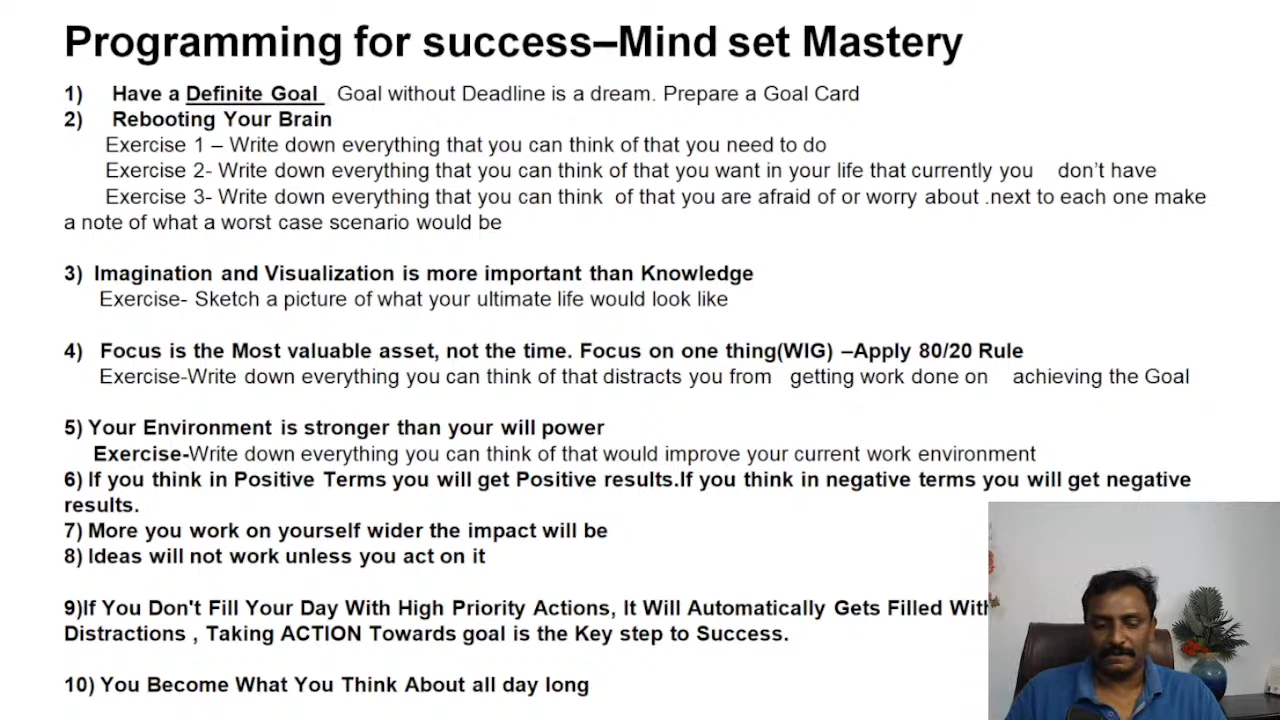 Programming for success–Mind set Mastery
1) Have a Definite Goal Goal without Deadline is a dream. Prepare a Goal Card
2) Rebooting Your Brain
Exercise 1 – Write down everything that you can think of that you need to do
Exercise 2- Write down everything that you can think of that you want in your life that currently you don’t have
Exercise 3- Write down everything that you can think of that you are afraid of or worry about .next to each one make
a note of what a worst case scenario would be
3) Imagination and Visualization is more important than Knowledge
Exercise- Sketch a picture of what your ultimate life would look like
4) Focus is the Most valuable asset, not the time. Focus on one thing(WIG) –Apply 80/20 Rule
Exercise-Write down everything you can think of that distracts you from getting work done on achieving the Goal
5) Your Environment is stronger than your will power
Exercise-Write down everything you can think of that would improve your current work environment
6) If you think in Positive Terms you will get Positive results.If you think in negative terms you will get negative
results.
7) More you work on yourself wider the impact will be
8) Ideas will not work unless you act on it
9)If You Don't Fill Your Day With High Priority Actions, It Will Automatically Gets Filled With
Distractions , Taking ACTION Towards goal is the Key step to Success.
10) You Become What You Think About all day long